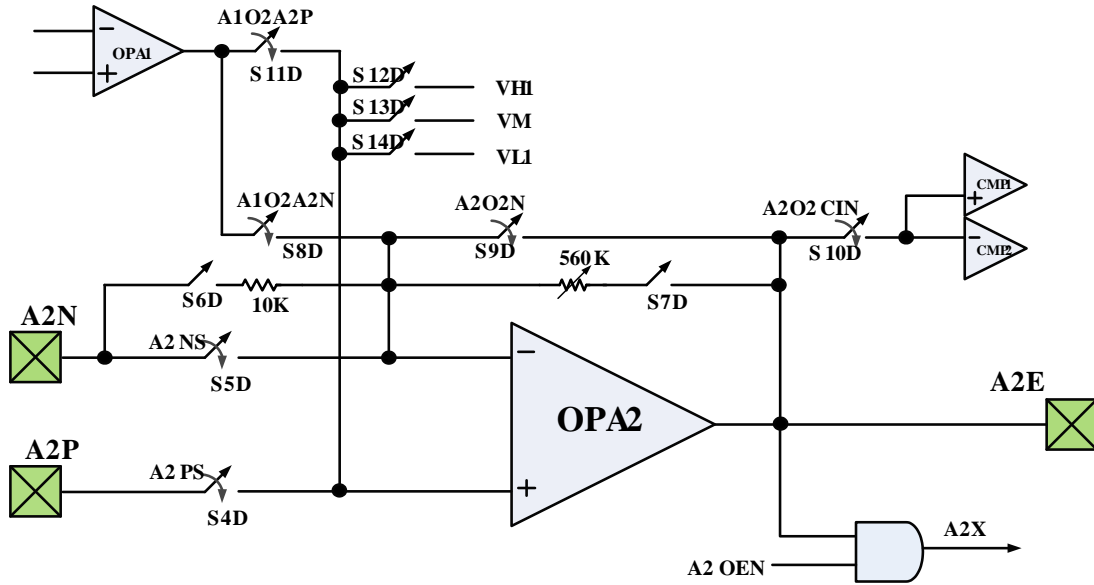 A1O2A2P
OPA1
S11D
S12D
VH1
S13D
VM
S14D
VL1
A1O2A2N
A2O2N
A2O2 CIN
CMP1
CMP2
S8D
S9D
S10D
560 K
S6D
10K
S7D
A2N
A2 NS
S5D
OPA2
A2E
A2P
A2 PS
S4D
A2X
A2 OEN